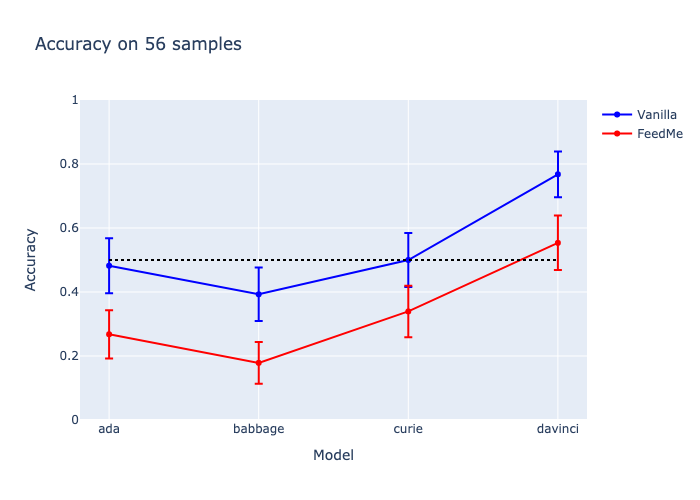 Accuracy on 56 samples
Vanilla
FeedMe
1
0.8
0.6
0.4
0.2
0
Accuracy
ada
babbage
curie
davinci
Model